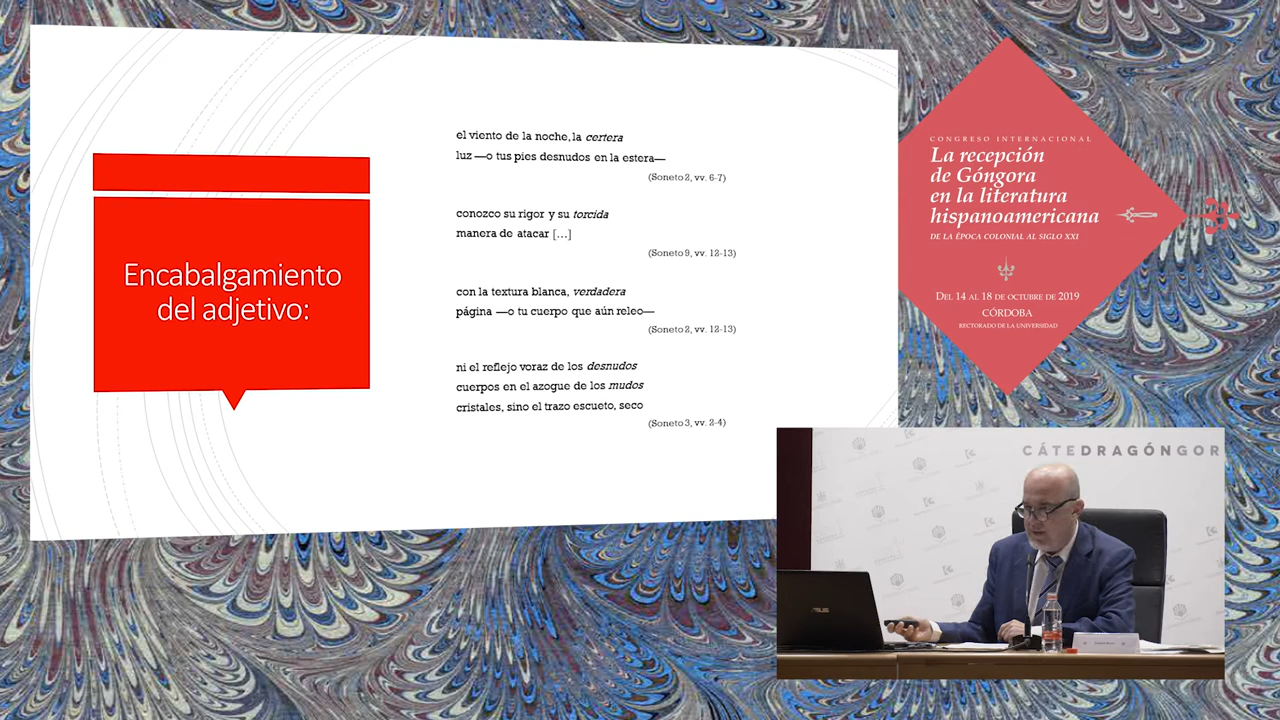 Encabalgamiento
del adjetivo:
el viento de la noche, la certera
luz —o tus pies desnudos en la estera—
(Soneto 2, vv. 6-7)
conozco su rigor y su torcida
manera de atacar […]
(Soneto 9, vv. 12-13)
con la textura blanca, verdadera
página —o tu cuerpo que aún releo—
(Soneto 2, vv. 12-13)
ni el reflejo voraz de los desnudos
cuerpos en el azogue de los mudos
cristales, sino el trazo escueto, seco
(Soneto 3, vv. 2-4)
CONGRESO INTERNACIONAL
La recepción
de Góngora
en la literatura
hispanoamericana
DE LA ÉPOCA COLONIAL AL SIGLO XXI
DEL 14 AL 18 DE OCTUBRE DE 2019
CÓRDOBA
RECTORADO DE LA UNIVERSIDAD
CÁTEDRAGÓNGOR
ASUS